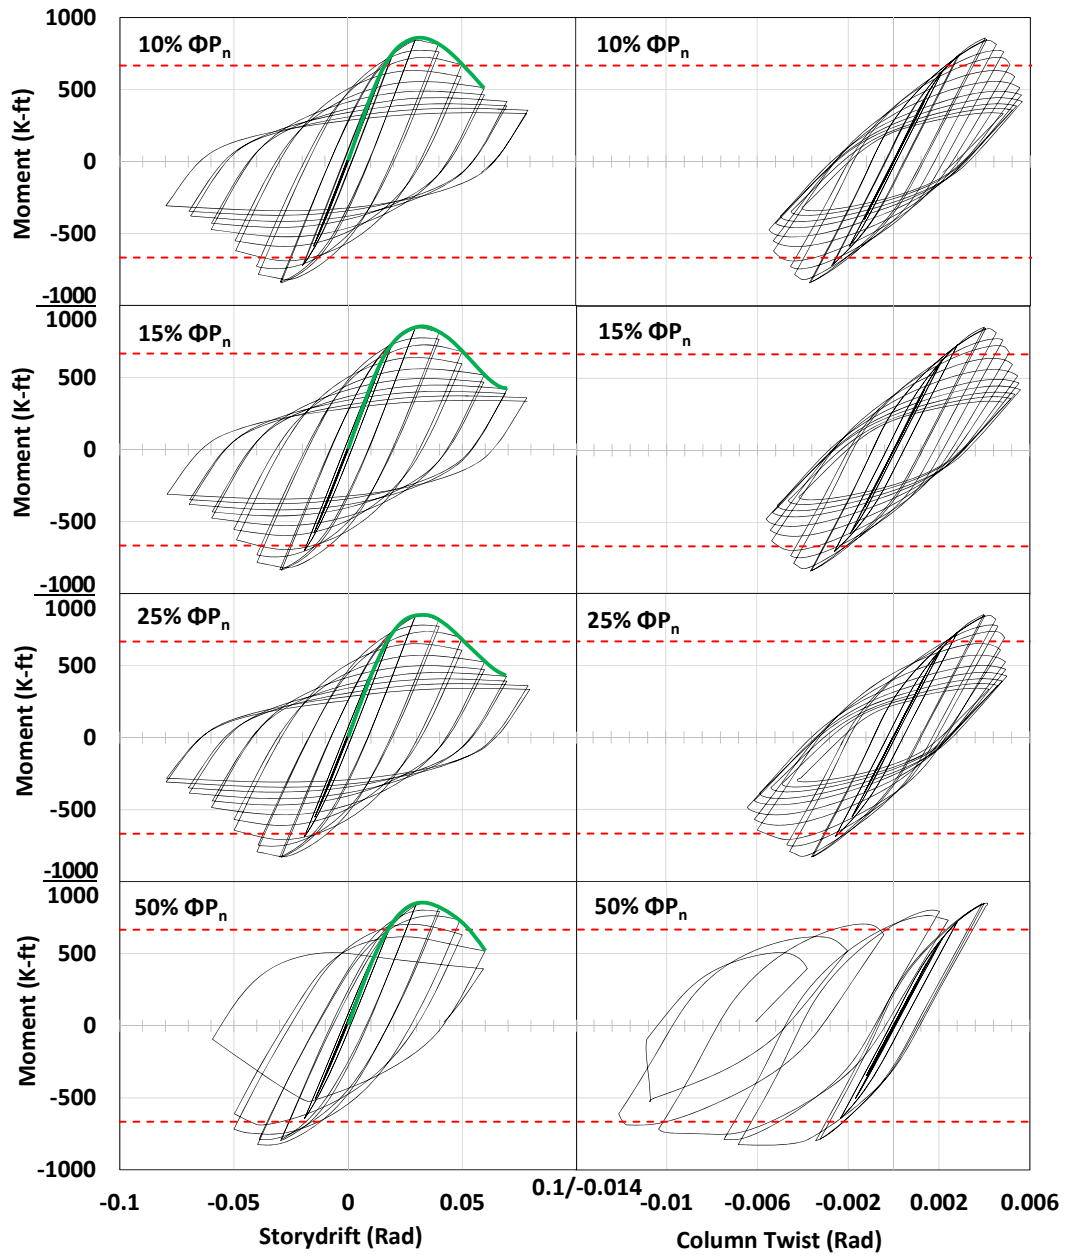 1000
500
0
-500
-1000
Moment (K-ft)
10% ΦPn
10% ΦPn
1000
500
0
-500
-1000
Moment (K-ft)
15% ΦPn
15% ΦPn
1000
500
0
-500
-1000
Moment (K-ft)
25% ΦPn
25% ΦPn
1000
500
0
-500
-1000
Moment (K-ft)
50% ΦPn
50% ΦPn
-0.1 -0.05 0 0.05 0.1/-0.014 -0.01 -0.006 -0.002 0.002 0.006
Storydrift (Rad) Column Twist (Rad)